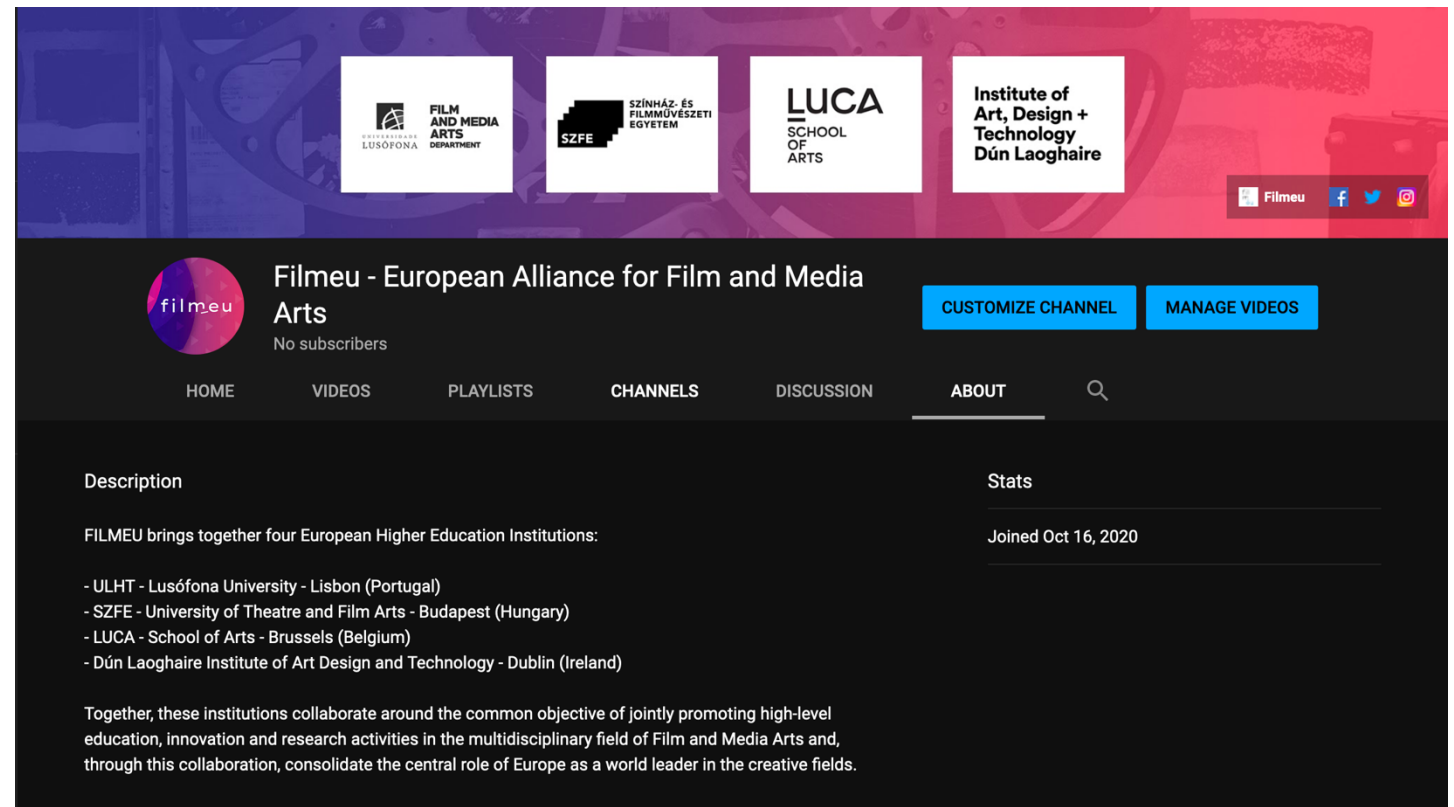 UNIVERSIDADE
LUSÓFONA
FILM
AND MEDIA
ARTS
DEPARTMENT
SZFE
SZÍNHÁZ- ÉS
FILMMŰVÉSZETI
EGYETEM
LUCA
SCHOOL
OF
ARTS
Institute of
Art, Design +
Technology
Dún Laoghaire
Filmeu
filmeu
Filmeu - European Alliance for Film and Media
Arts
No subscribers
CUSTOMIZE CHANNEL
MANAGE VIDEOS
HOME VIDEOS PLAYLISTS CHANNELS DISCUSSION ABOUT
Description
FILMEU brings together four European Higher Education Institutions:
- ULHT - Lusófona University - Lisbon (Portugal)
- SZFE - University of Theatre and Film Arts - Budapest (Hungary)
- LUCA - School of Arts - Brussels (Belgium)
- Dún Laoghaire Institute of Art Design and Technology - Dublin (Ireland)
Together, these institutions collaborate around the common objective of jointly promoting high-level
education, innovation and research activities in the multidisciplinary field of Film and Media Arts and,
through this collaboration, consolidate the central role of Europe as a world leader in the creative fields.
Stats
Joined Oct 16, 2020